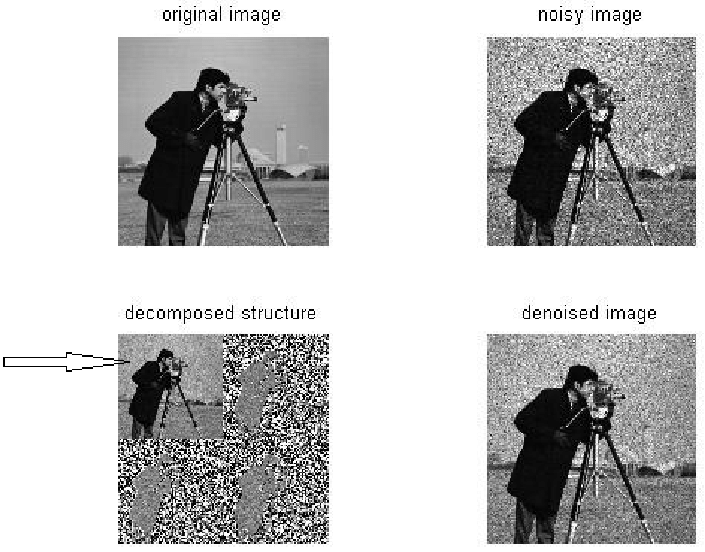 original image
noisy image
decomposed structure
denoised image